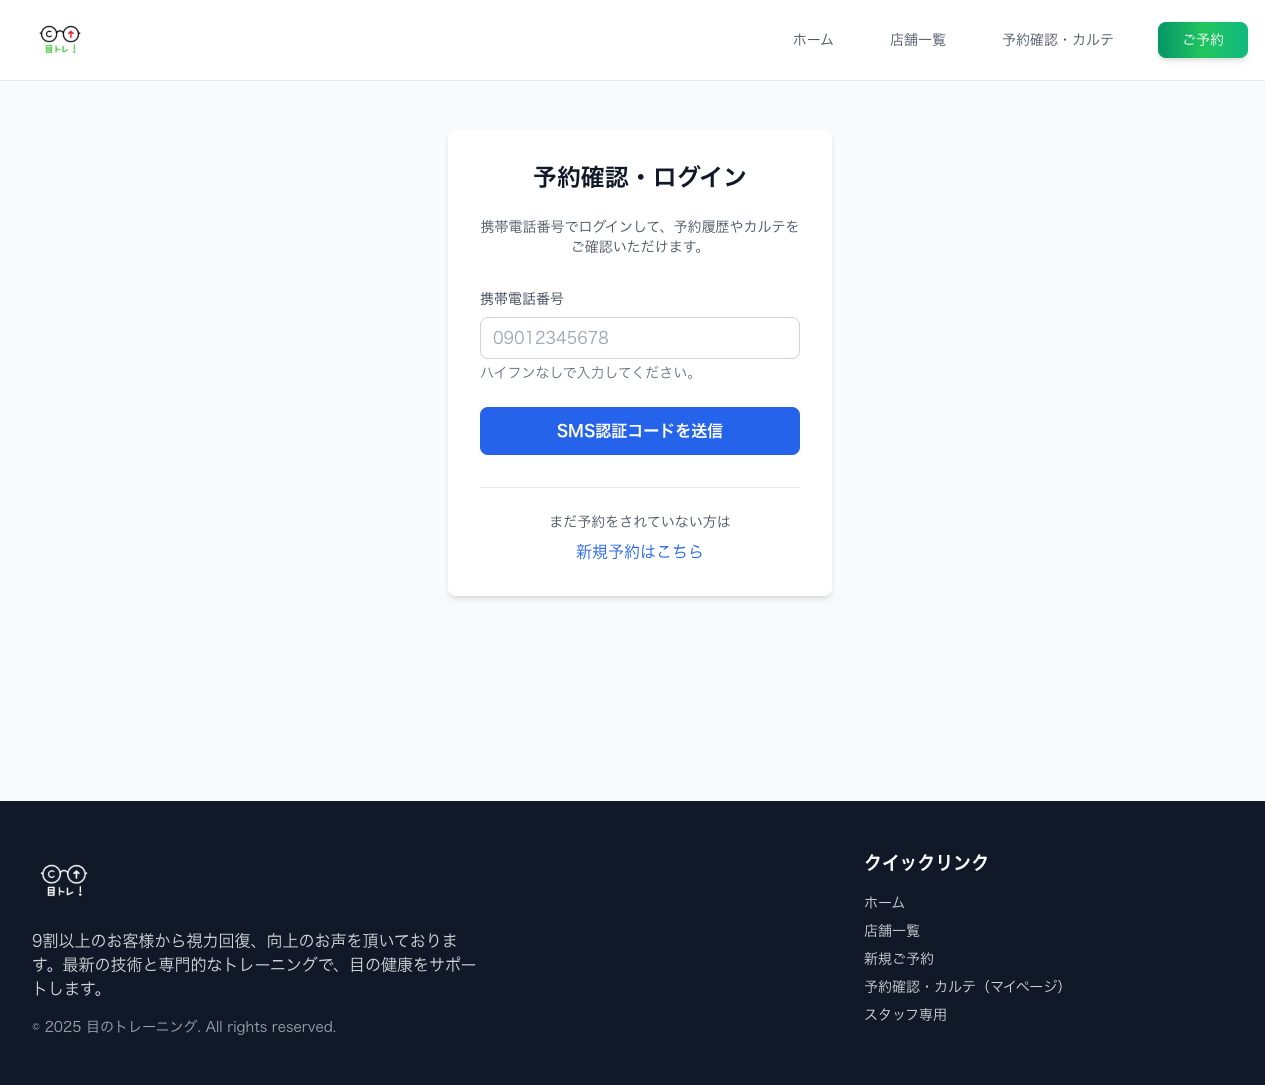 目トレ！
ホーム
店舗一覧
予約確認・カルテ
ご予約
予約確認・ログイン
携帯電話番号でログインして、予約履歴やカルテを
ご確認いただけます。
携帯電話番号
09012345678
ハイフンなしで入力してください。
SMS認証コードを送信
まだ予約をされていない方は
新規予約はこちら
目トレ！
9割以上のお客様から視力回復、向上のお声を頂いておりま
す。最新の技術と専門的なトレーニングで、目の健康をサポー
トします。
© 2025 目のトレーニング. All rights reserved.
クイックリンク
ホーム
店舗一覧
新規ご予約
予約確認・カルテ（マイページ）
スタッフ専用